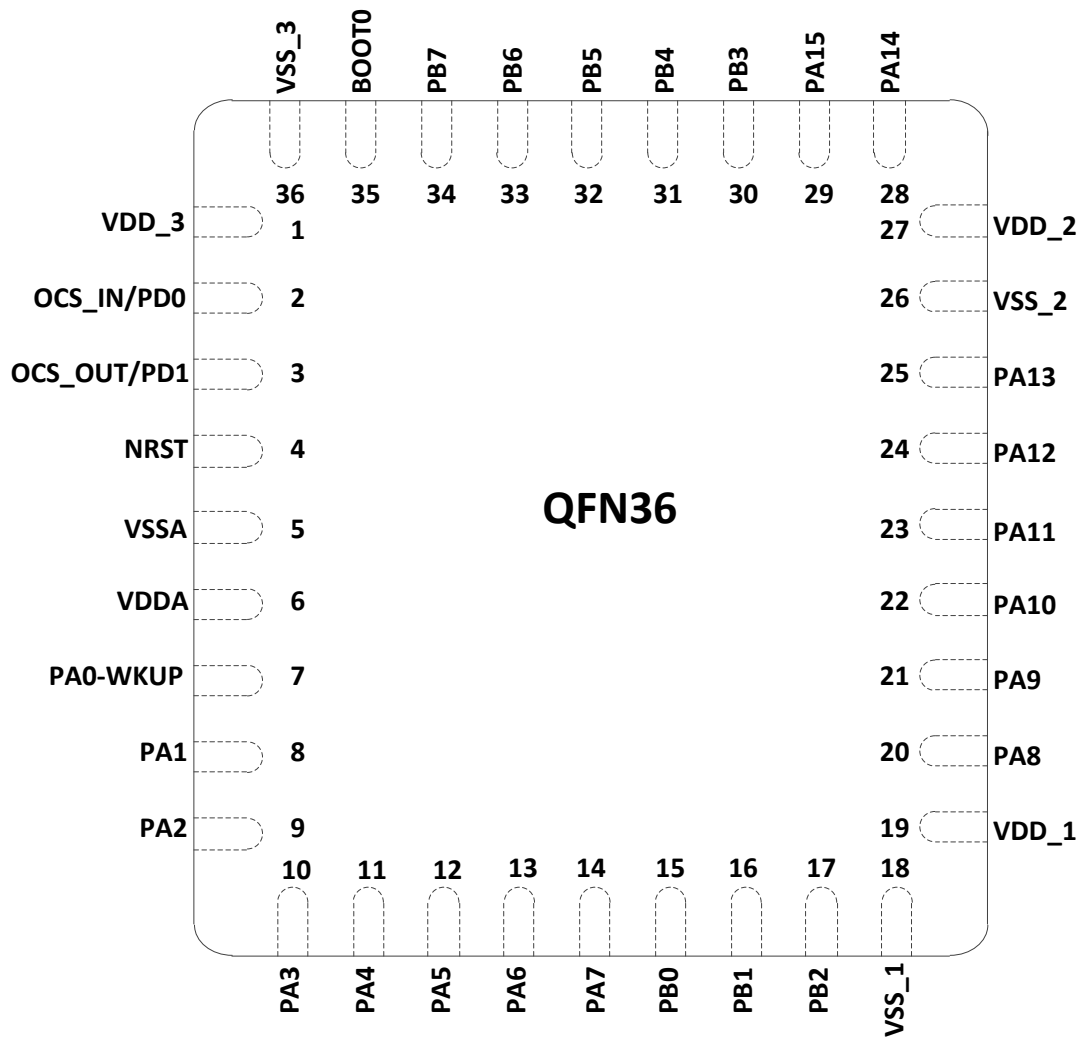 VSS_3
BOOT0
PB7
PB6
PB5
PB4
PB3
PA15
PA14
36 35 34 33 32 31 30 29 28
VDD_3 1 27 VDD_2
OCS_IN/PD0 2 26 VSS_2
OCS_OUT/PD1 3 25 PA13
NRST 4 24 PA12
QFN36
VSSA 5 23 PA11
VDDA 6 22 PA10
PA0-WKUP 7 21 PA9
PA1 8 20 PA8
PA2 9 19 VDD_1
10 11 12 13 14 15 16 17 18
PA3
PA4
PA5
PA6
PA7
PB0
PB1
PB2
VSS_1